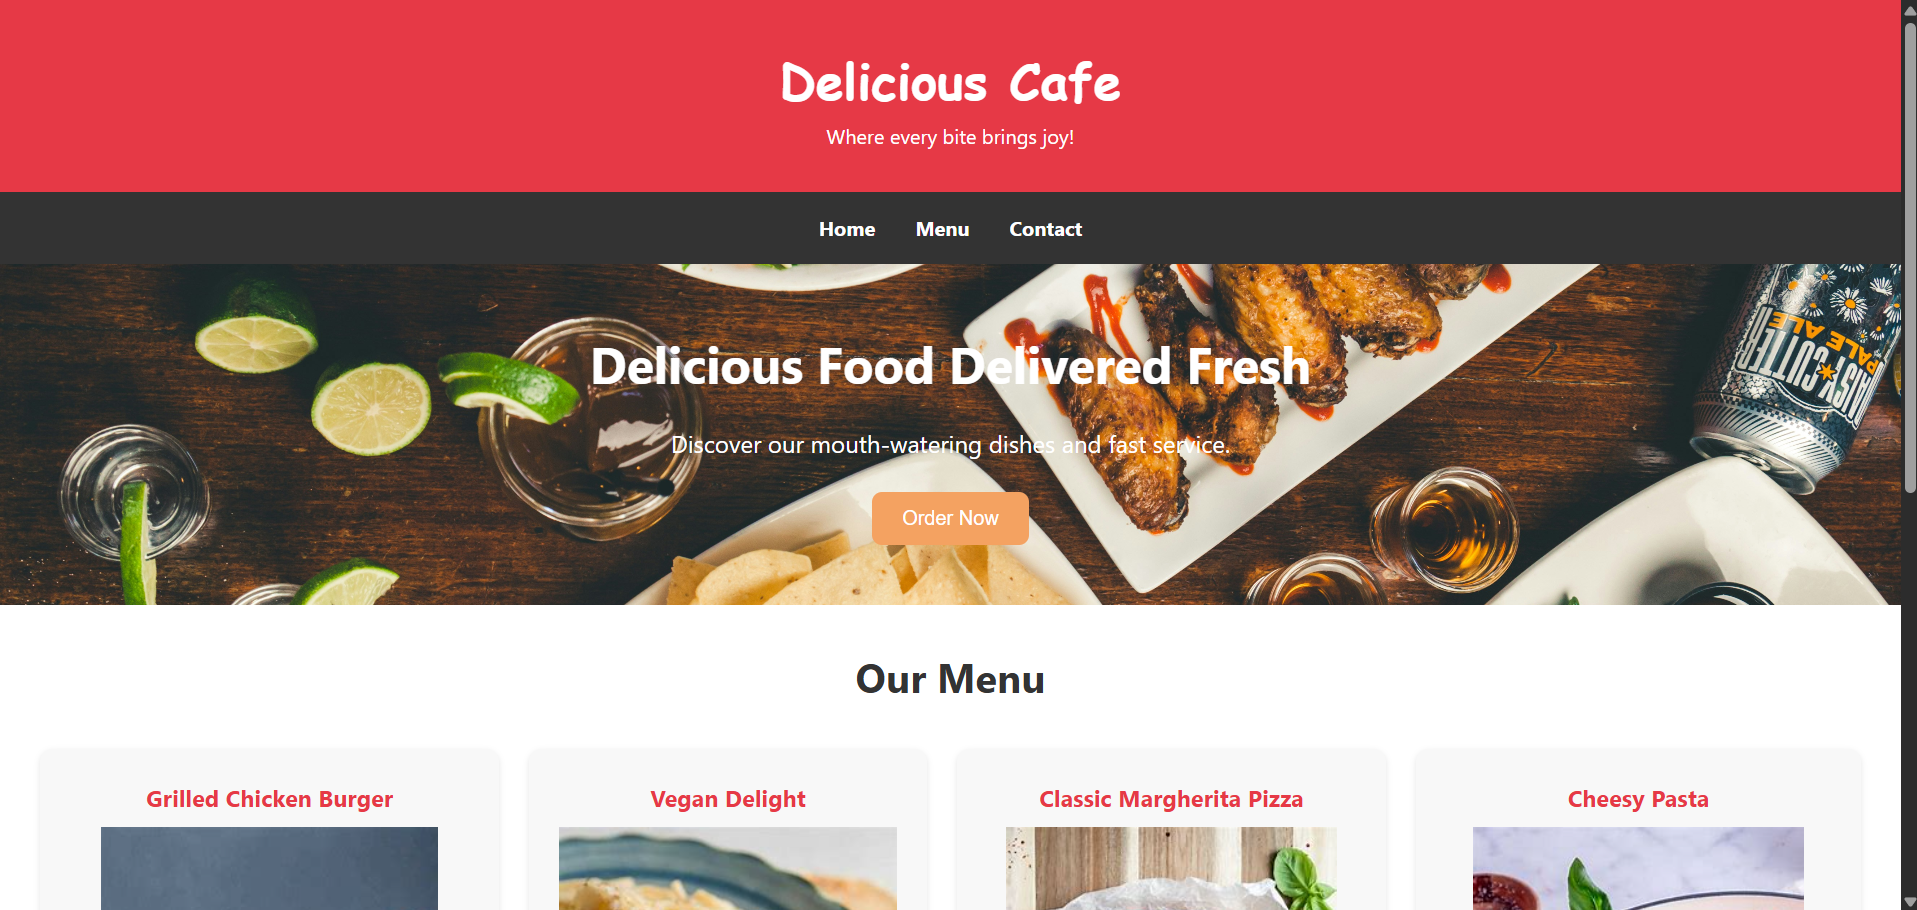 Delicious Cafe
Where every bite brings joy!
Home Menu Contact
Delicious Food Delivered Fresh
Discover our mouth-watering dishes and fast service.
Order Now
PALE ALE
Our Menu
Grilled Chicken Burger
Vegan Delight
Classic Margherita Pizza
Cheesy Pasta